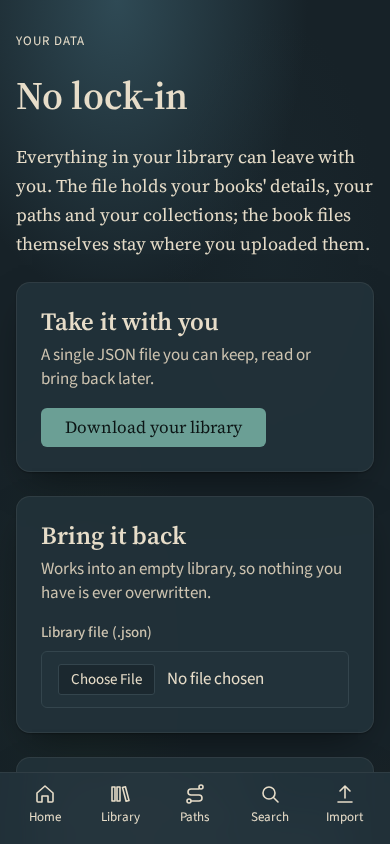 YOUR DATA
No lock-in
Everything in your library can leave with
you. The file holds your books' details, your
paths and your collections; the book files
themselves stay where you uploaded them.
Take it with you
A single JSON file you can keep, read or
bring back later.
Download your library
Bring it back
Works into an empty library, so nothing you
have is ever overwritten.
Library file (.json)
Choose File No file chosen
Home Library Paths Search Import